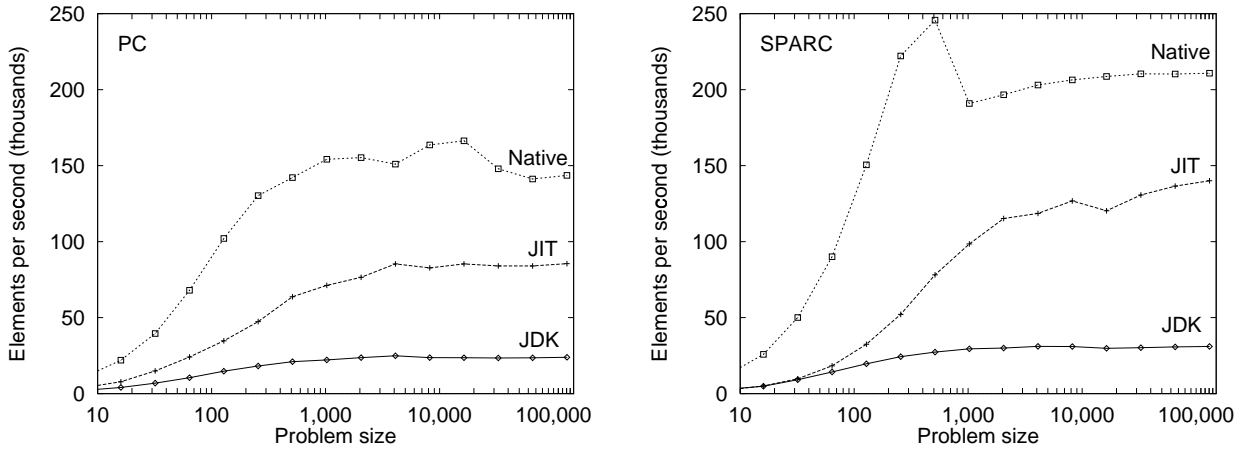 Elements per second (thousands)
250
200
150
100
50
0
PC
Native
JIT
JDK
10
100
1,000
10,000
100,000
Problem size
Elements per second (thousands)
250
200
150
100
50
0
SPARC
Native
JIT
JDK
10
100
1,000
10,000
100,000
Problem size